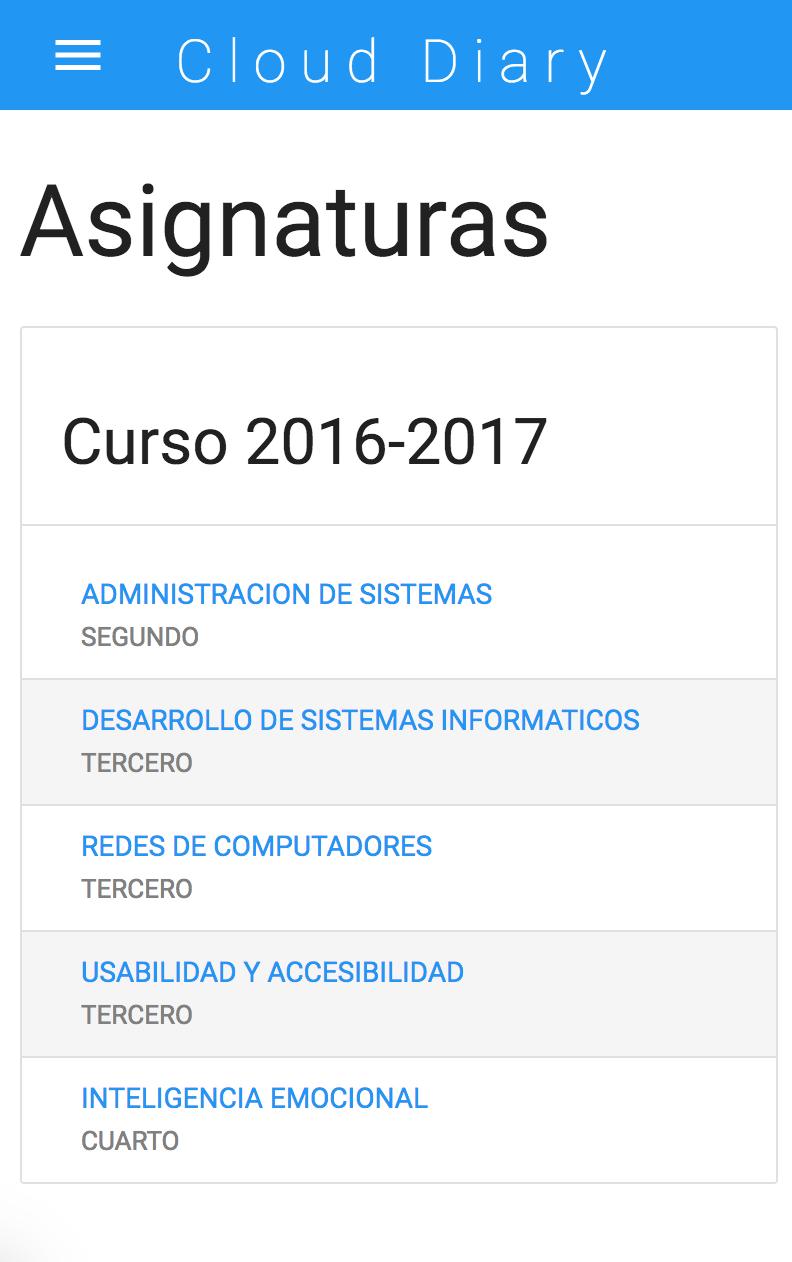 Cloud Diary
Asignaturas
Curso 2016-2017
ADMINISTRACION DE SISTEMAS
SEGUNDO
DESARROLLO DE SISTEMAS INFORMATICOS
TERCERO
REDES DE COMPUTADORES
TERCERO
USABILIDAD Y ACCESIBILIDAD
TERCERO
INTELIGENCIA EMOCIONAL
CUARTO